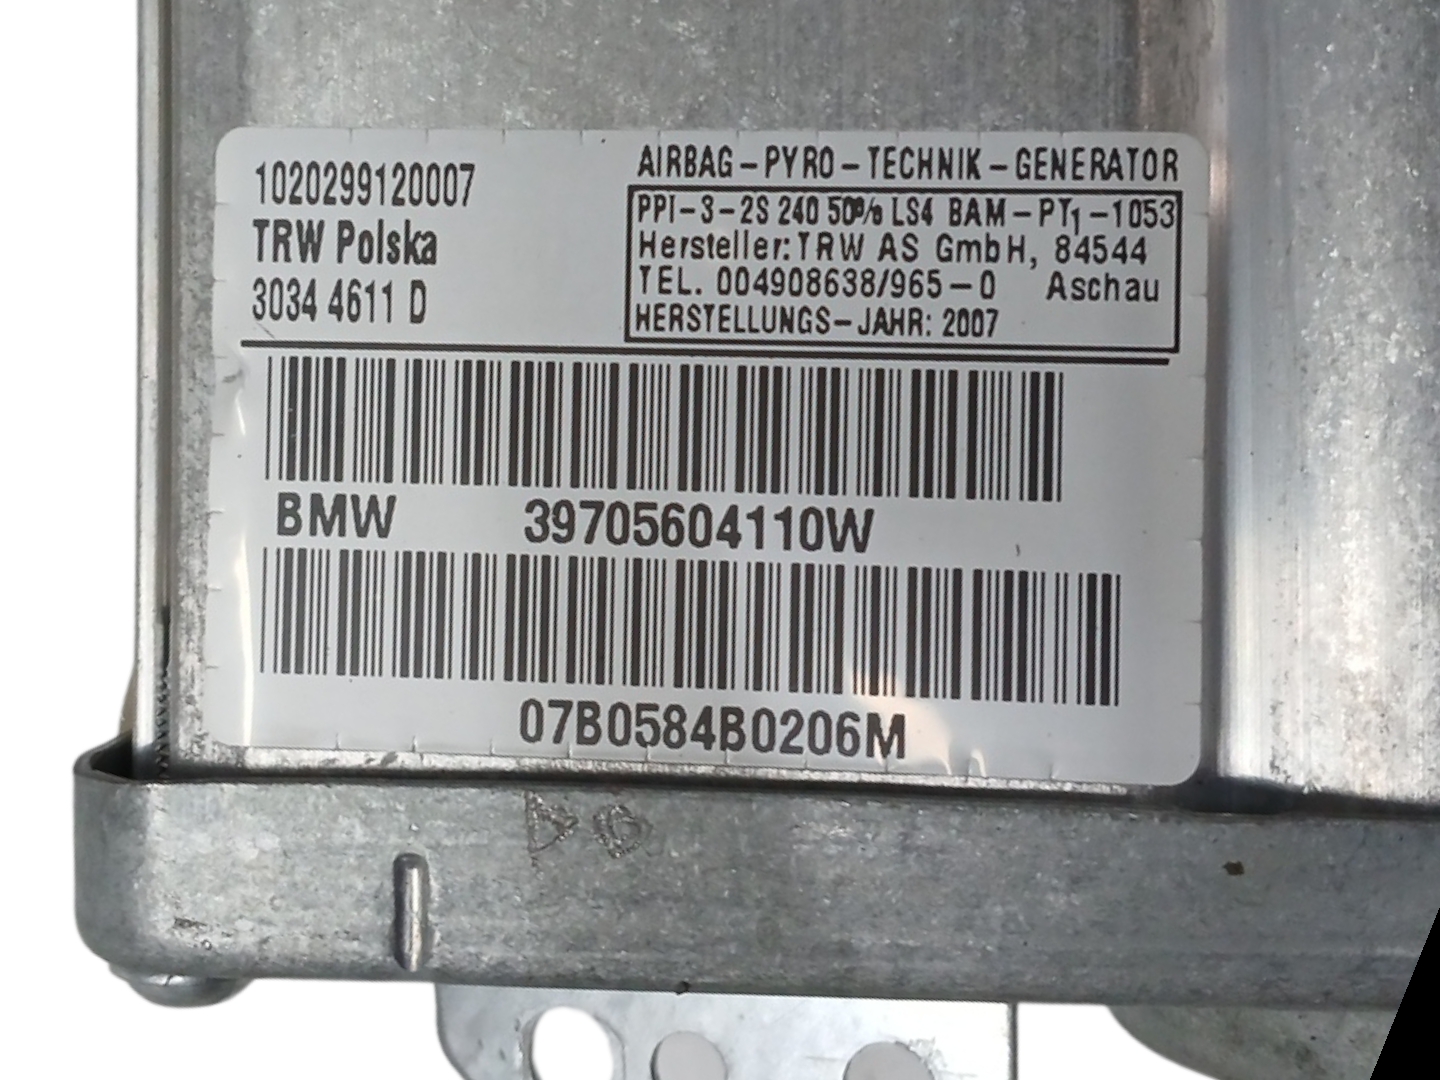 1020299120007
TRW Polska
3034 4611 D
AIRBAG-PYRO-TECHNIK-GENERATOR
PPI-3-2S 240 50% LS4 BAM-PT1-1053
Hersteller: TRW AS GmbH, 84544
TEL. 004908638/965-0 Aschau
HERSTELLUNGS-JAHR: 2007
BMW 39705604110W
07B0584B0206M